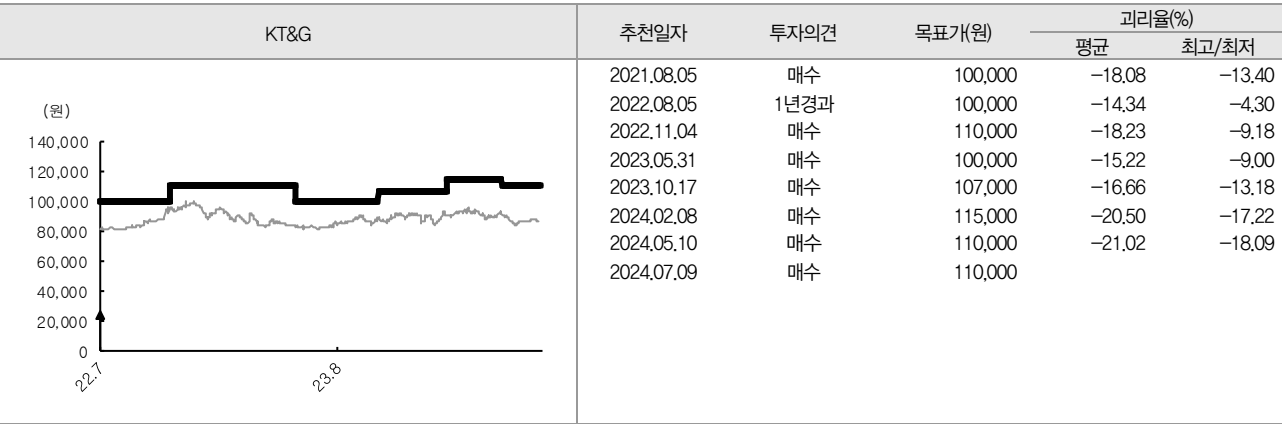 KT&G
추천일자 투자의견 목표가(원) 괴리율(%)
평균 최고/최저
(원)
140,000
120,000
100,000
80,000
60,000
40,000
20,000
0
22.7 23.8
2021.08.05 매수 100,000 -18.08 -13.40
2022.08.05 1년경과 100,000 -14.34 -4.30
2022.11.04 매수 110,000 -18.23 -9.18
2023.05.31 매수 100,000 -15.22 -9.00
2023.10.17 매수 107,000 -16.66 -13.18
2024.02.08 매수 115,000 -20.50 -17.22
2024.05.10 매수 110,000 -21.02 -18.09
2024.07.09 매수 110,000